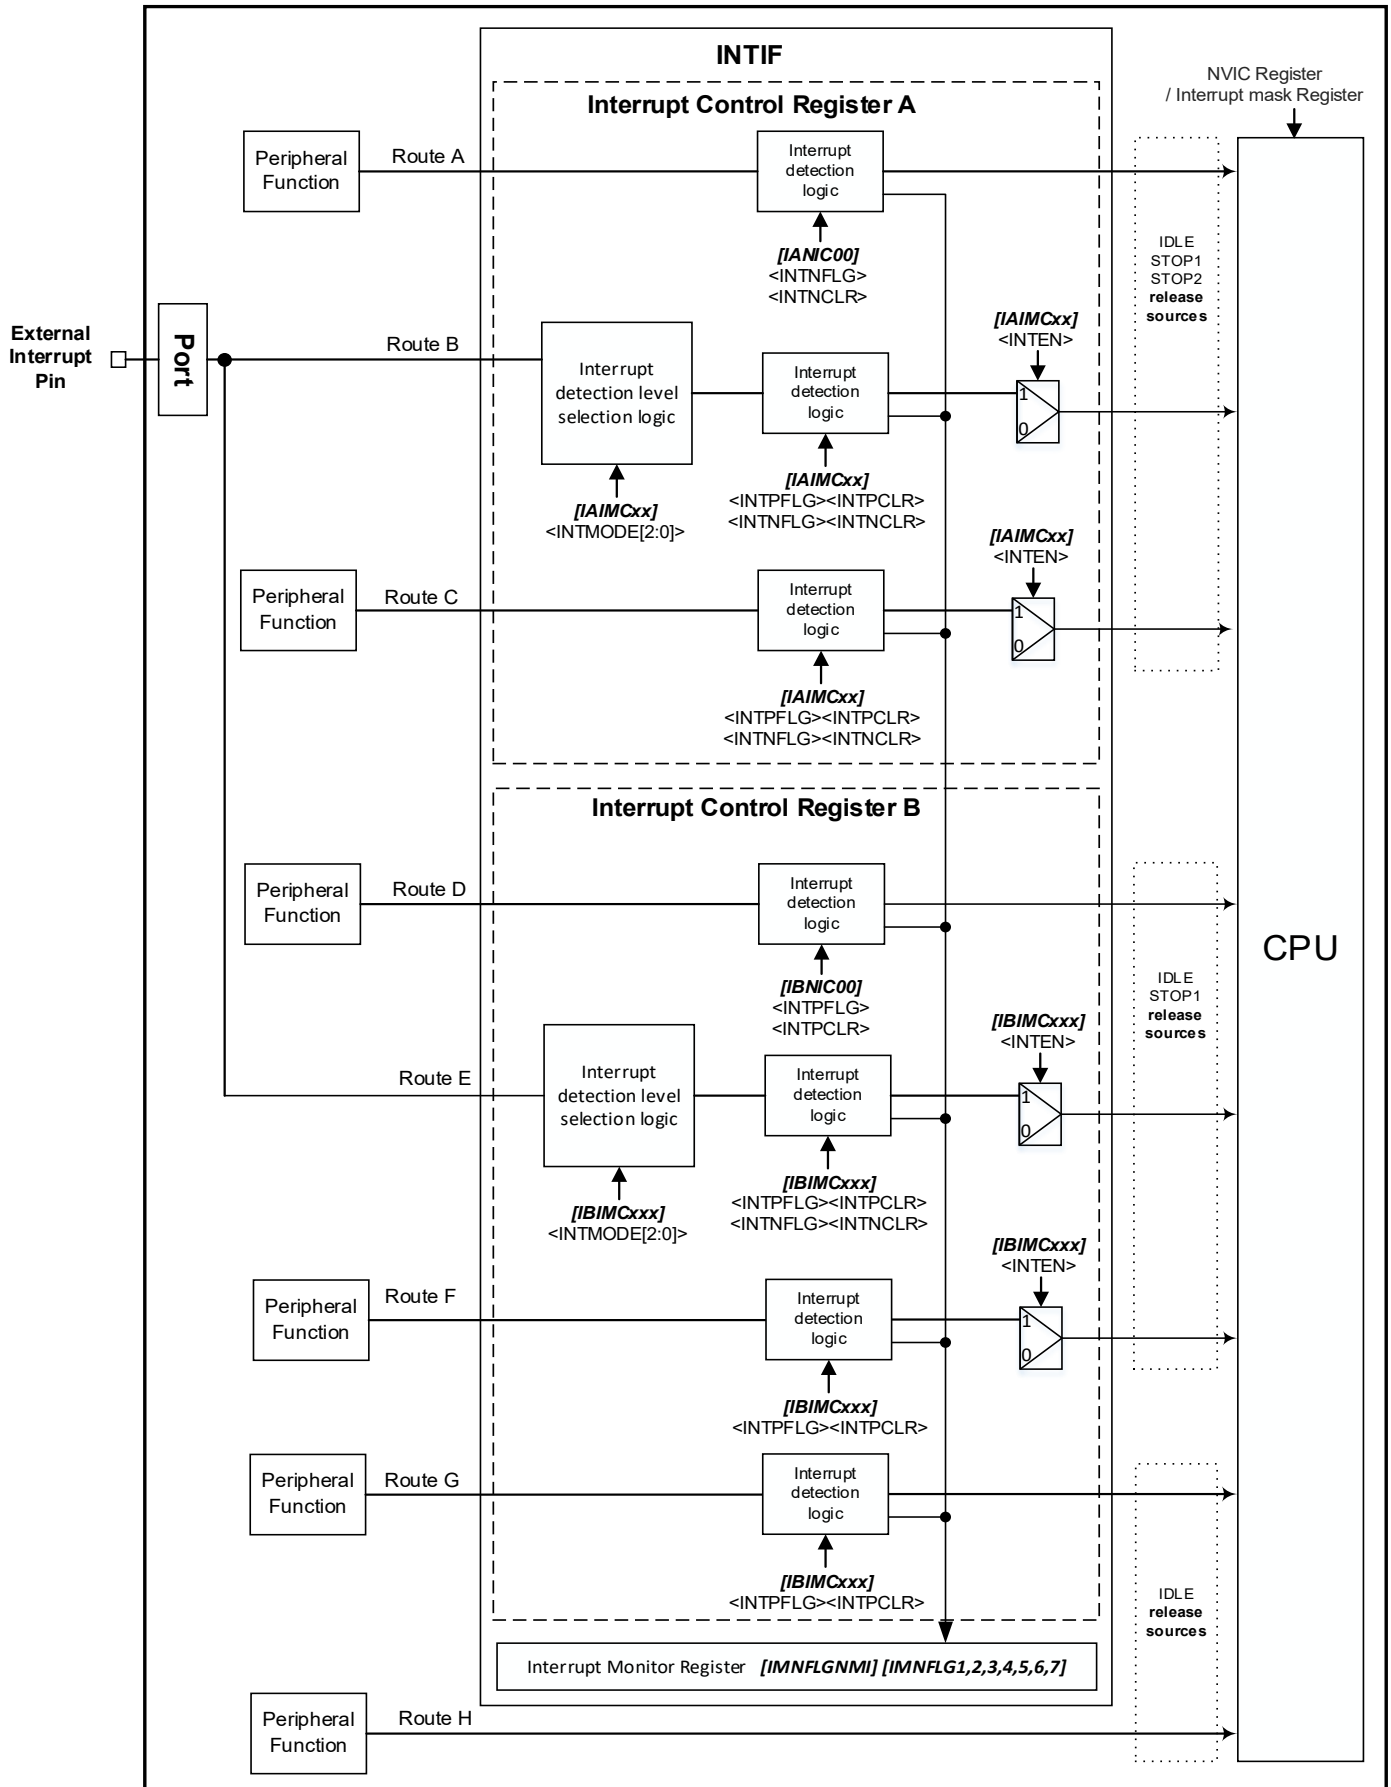 INTIF
NVIC Register
/ Interrupt mask Register
Interrupt Control Register A
Peripheral
Function
Route A
Interrupt
detection
logic
[IANIC00]
<INTNFLG>
<INTNCLR>
IDLE
STOP1
STOP2
release
sources
External
Interrupt
Pin
Port
Route B
Interrupt
detection level
selection logic
[IAIMCxx]
<INTMODE[2:0]>
Interrupt
detection
logic
[IAIMCxx]
<INTPFLG><INTPCLR>
<INTNFLG><INTNCLR>
[IAIMCxx]
<INTEN>
1
0
Peripheral
Function
Route C
Interrupt
detection
logic
[IAIMCxx]
<INTPFLG><INTPCLR>
<INTNFLG><INTNCLR>
[IAIMCxx]
<INTEN>
1
0
Interrupt Control Register B
Peripheral
Function
Route D
Interrupt
detection
logic
[IBNIC00]
<INTPFLG>
<INTPCLR>
CPU
IDLE
STOP1
release
sources
Route E
Interrupt
detection level
selection logic
[IBIMCxxx]
<INTMODE[2:0]>
Interrupt
detection
logic
[IBIMCxxx]
<INTPFLG><INTPCLR>
<INTNFLG><INTNCLR>
[IBIMCxxx]
<INTEN>
1
0
Peripheral
Function
Route F
Interrupt
detection
logic
[IBIMCxxx]
<INTPFLG><INTPCLR>
[IBIMCxxx]
<INTEN>
1
0
Peripheral
Function
Route G
Interrupt
detection
logic
[IBIMCxxx]
<INTPFLG><INTPCLR>
IDLE
release
sources
Interrupt Monitor Register [IMNFLGNMI] [IMNFLG1,2,3,4,5,6,7]
Peripheral
Function
Route H